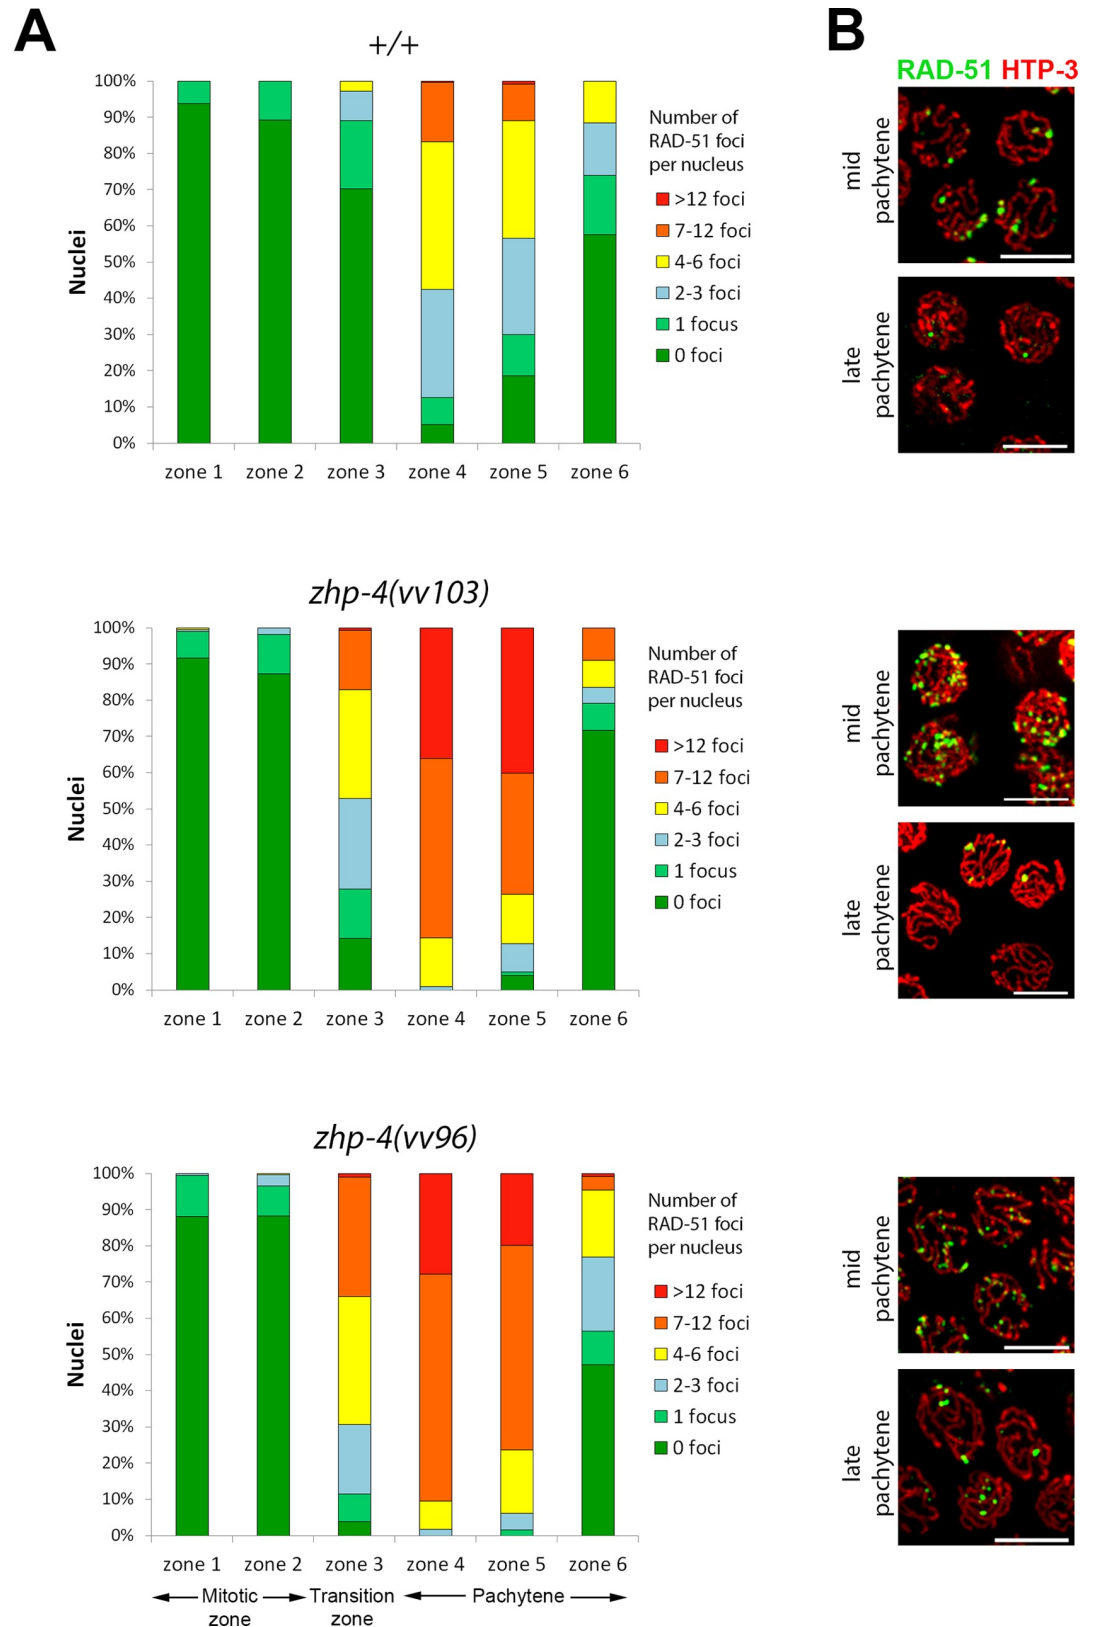 A
B
+/+
100%
90%
80%
70%
60%
50%
40%
30%
20%
10%
0%
Nuclei
zone 1 zone 2 zone 3 zone 4 zone 5 zone 6
Number of
RAD-51 foci
per nucleus
>12 foci
7-12 foci
4-6 foci
2-3 foci
1 focus
0 foci
RAD-51 HTP-3
mid
pachytene
late
pachytene
zhp-4(vv103)
100%
90%
80%
70%
60%
50%
40%
30%
20%
10%
0%
Nuclei
zone 1 zone 2 zone 3 zone 4 zone 5 zone 6
Number of
RAD-51 foci
per nucleus
>12 foci
7-12 foci
4-6 foci
2-3 foci
1 focus
0 foci
mid
pachytene
late
pachytene
zhp-4(vv96)
100%
90%
80%
70%
60%
50%
40%
30%
20%
10%
0%
Nuclei
zone 1 zone 2 zone 3 zone 4 zone 5 zone 6
Mitotic
zone
Transition
zone
Pachytene
Number of
RAD-51 foci
per nucleus
>12 foci
7-12 foci
4-6 foci
2-3 foci
1 focus
0 foci
mid
pachytene
late
pachytene